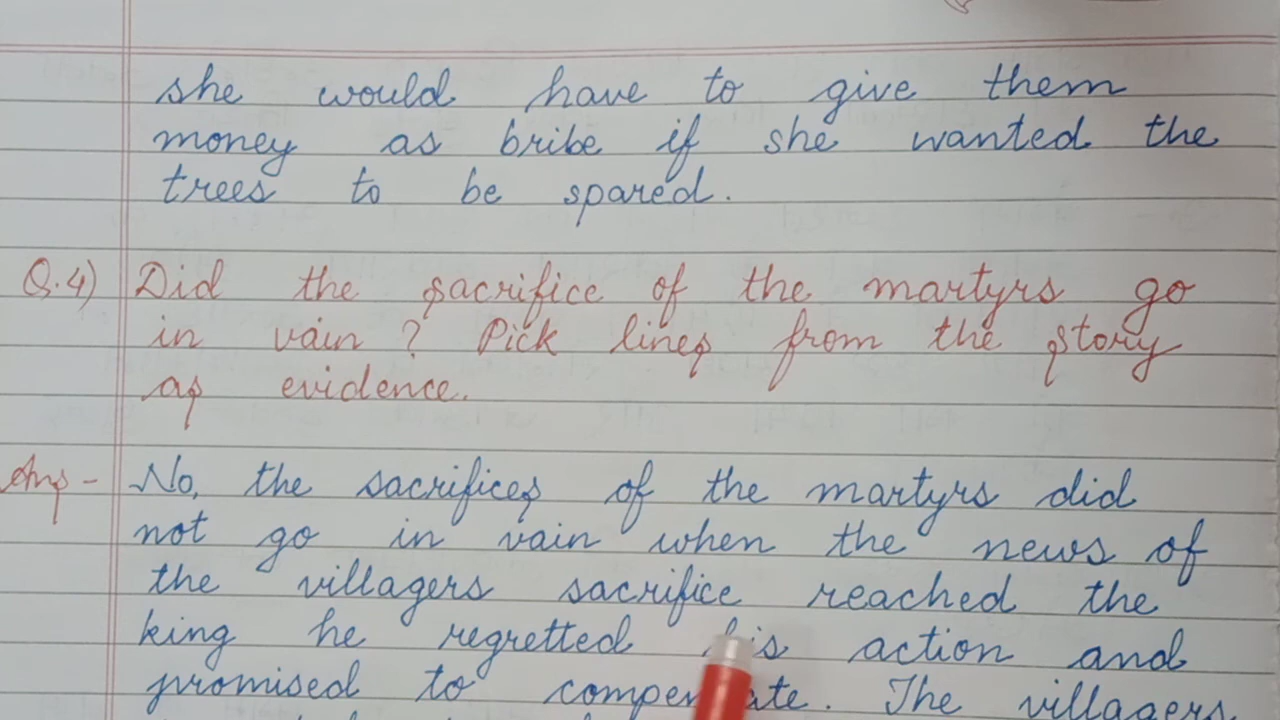 she would have to give them
money as bribe if she wanted the
trees to be spared.
Q.4) Did the sacrifice of the martyrs go
in vain ? Pick lines from the story
as evidence.
Ans - No, the sacrifices of the martyrs did
not go in vain when the news of
the villagers sacrifice reached the
king he regretted his action and
promised to compensate. The villagers